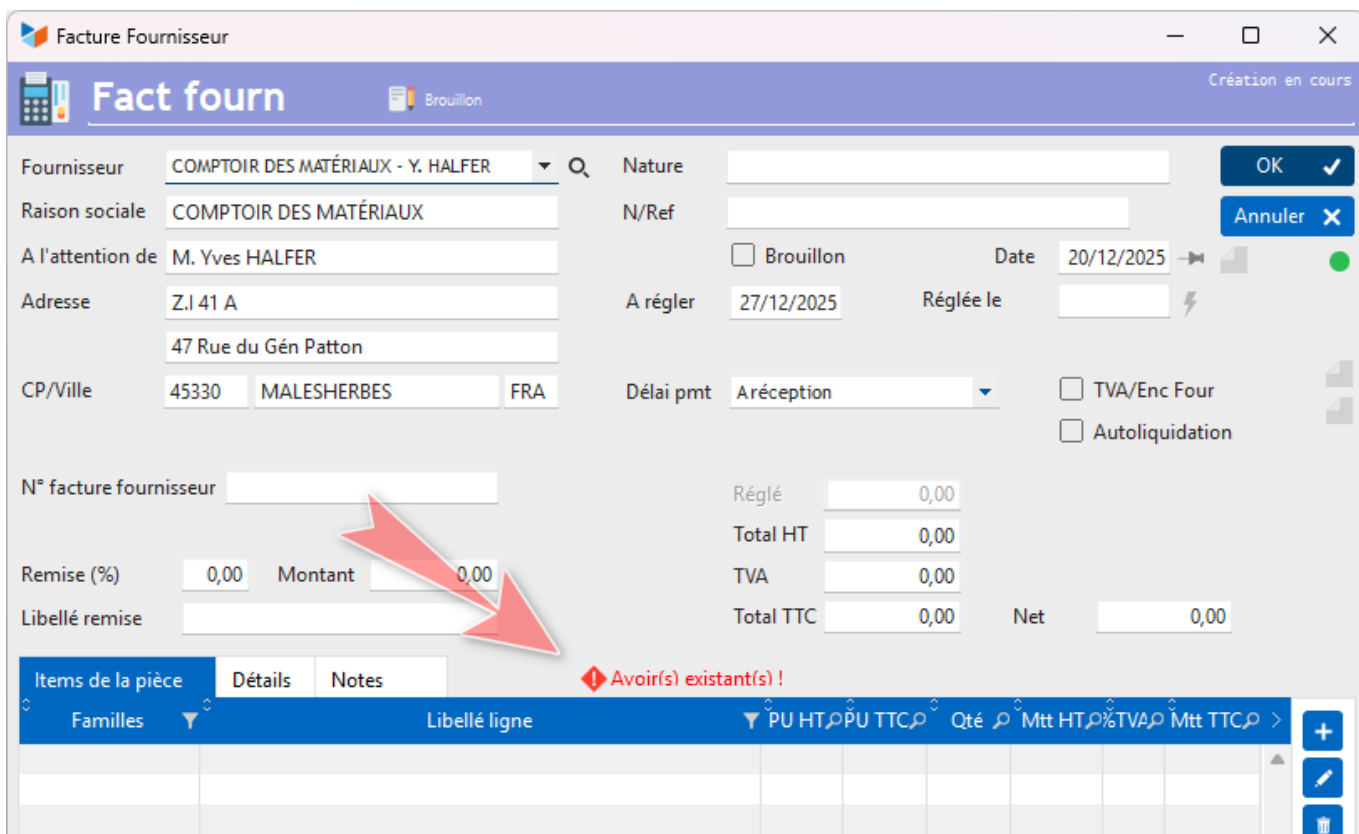 Facture Fournisseur
Fact fourn
Brouillon
Création en cours
Fournisseur COMPTOIR DES MATÉRIAUX - Y. HALFER Nature OK
Raison sociale COMPTOIR DES MATÉRIAUX N/Ref Annuler
A l'attention de M. Yves HALFER Brouillon Date 20/12/2025
Adresse Z.I 41 A A régler 27/12/2025 Réglée le
47 Rue du Gén Patton
CP/Ville 45330 MALESHERBES FRA Délai pmt A réception TVA/Enc Four
Autoliquidation
N° facture fournisseur Réglé 0,00
Total HT 0,00
Remise (%) 0,00 Montant 0,00 TVA 0,00
Libellé remise Total TTC 0,00 Net 0,00
Items de la pièce Détails Notes Avoir(s) existant(s) !
Familles Libellé ligne PU HT PU TTC Qté Mtt HT %TVA Mtt TTC